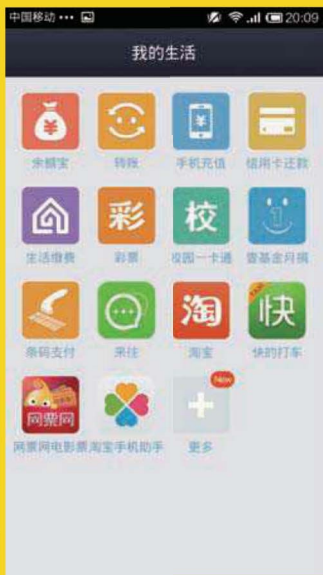 中国移动 ••• 20:09
我的生活
¥ ¥
余额宝 转账 手机充值 信用卡还款
彩 校 1
生活缴费 彩票 校园一卡通 壹基金月捐
淘 快
条码支付 来往 淘宝 快的打车
网票网 New
网票网电影票 淘宝手机助手 更多